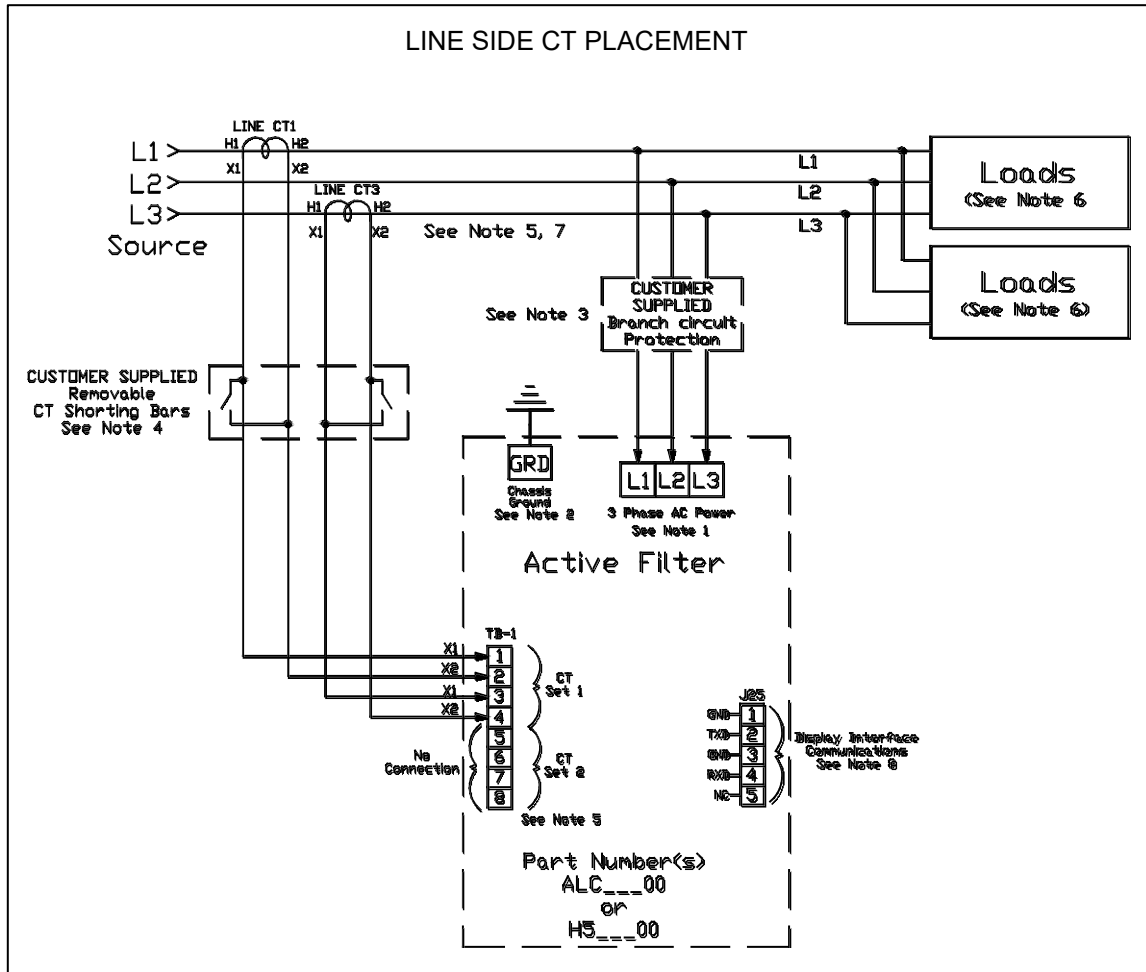 LINE SIDE CT PLACEMENT
LINE CT1
H1 H2
L1
X1 X2
L1
L2
LINE CT3
L2
H1 H2
L3
X1 X2
See Note 5, 7
L3
Source
Loads
(See Note 6
Loads
(See Note 6)
CUSTOMER
SUPPLIED
Branch circuit
Protection
See Note 3
CUSTOMER SUPPLIED
Removable
CT Shorting Bars
See Note 4
GRD
Chassis
Ground
See Note 2
L1 L2 L3
3 Phase AC Power
See Note 1
Active Filter
TB-1
X1 1
X2 2
X1 3
X2 4
5
6
7
8
CT
Set 1
No
Connection
CT
Set 2
See Note 5
J25
GND 1
TXD 2
GND 3
RXD 4
NC 5
Display Interface
Communications
See Note 8
Part Number(s)
ALC___00
or
H5___00